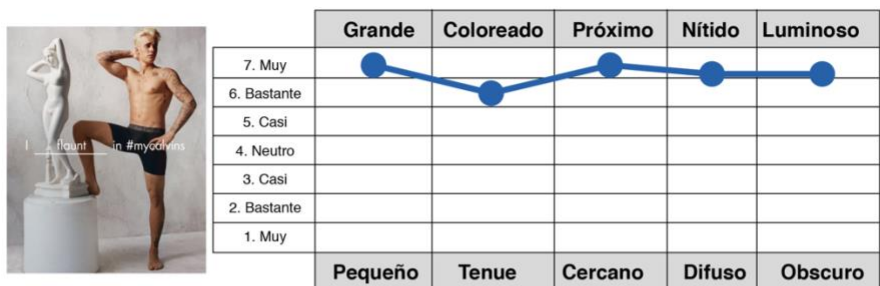 Grande Coloreado Próximo Nítido Luminoso
7. Muy
6. Bastante
5. Casi
4. Neutro
3. Casi
2. Bastante
1. Muy
Pequeño Tenue Cercano Difuso Obscuro
I flaunt in #mycalvins